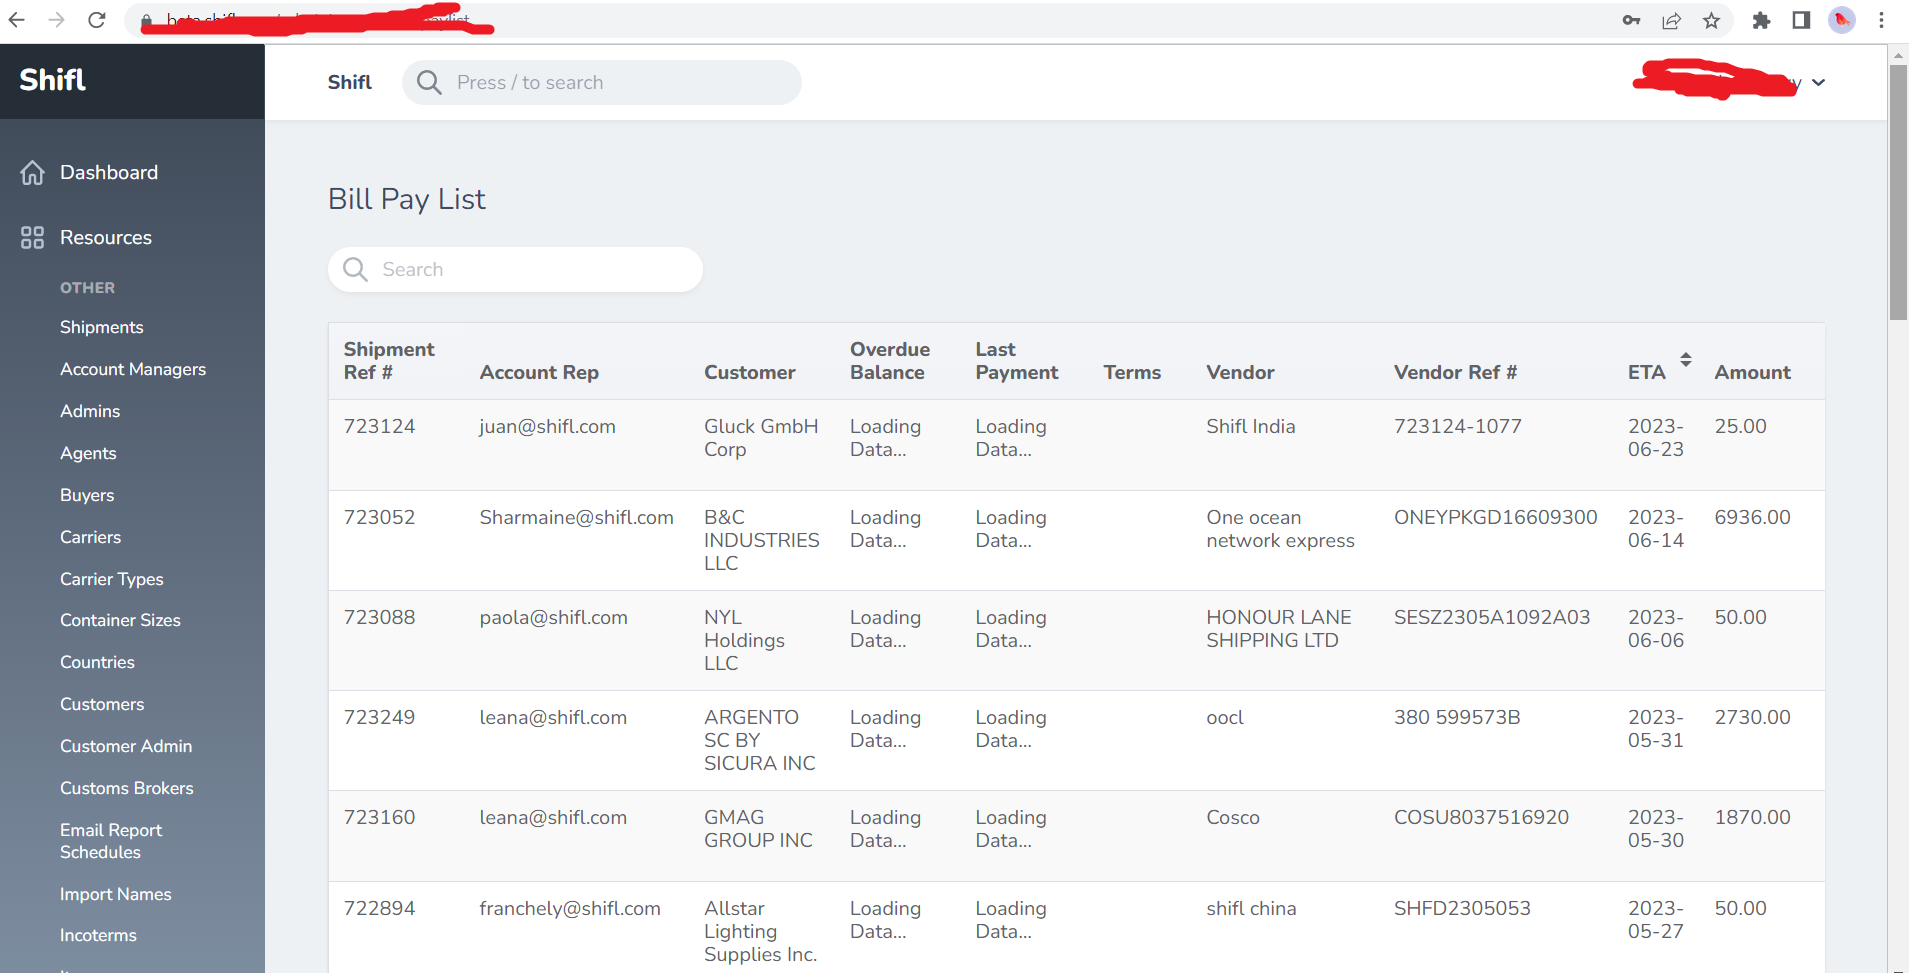 Shifl
Shifl
Press / to search
Dashboard
Resources
OTHER
Shipments
Account Managers
Admins
Agents
Buyers
Carriers
Carrier Types
Container Sizes
Countries
Customers
Customer Admin
Customs Brokers
Email Report
Schedules
Import Names
Incoterms
Bill Pay List
Search
Shipment Overdue Last
Ref # Account Rep Customer Balance Payment Terms Vendor Vendor Ref # ETA Amount
723124 juan@shifl.com Gluck GmbH Loading Loading Shifl India 723124-1077 2023- 25.00
Corp Data... Data... 06-23
723052 Sharmaine@shifl.com B&C Loading Loading One ocean ONEYPKGD16609300 2023- 6936.00
INDUSTRIES Data... Data... network express 06-14
LLC
723088 paola@shifl.com NYL Loading Loading HONOUR LANE SESZ2305A1092A03 2023- 50.00
Holdings Data... Data... SHIPPING LTD 06-06
LLC
723249 leana@shifl.com ARGENTO Loading Loading oocl 380 599573B 2023- 2730.00
SC BY Data... Data... 05-31
SICURA INC
723160 leana@shifl.com GMAG Loading Loading Cosco COSU8037516920 2023- 1870.00
GROUP INC Data... Data... 05-30
722894 franchely@shifl.com Allstar Loading Loading shifl china SHFD2305053 2023- 50.00
Lighting Data... Data... 05-27
Supplies Inc.